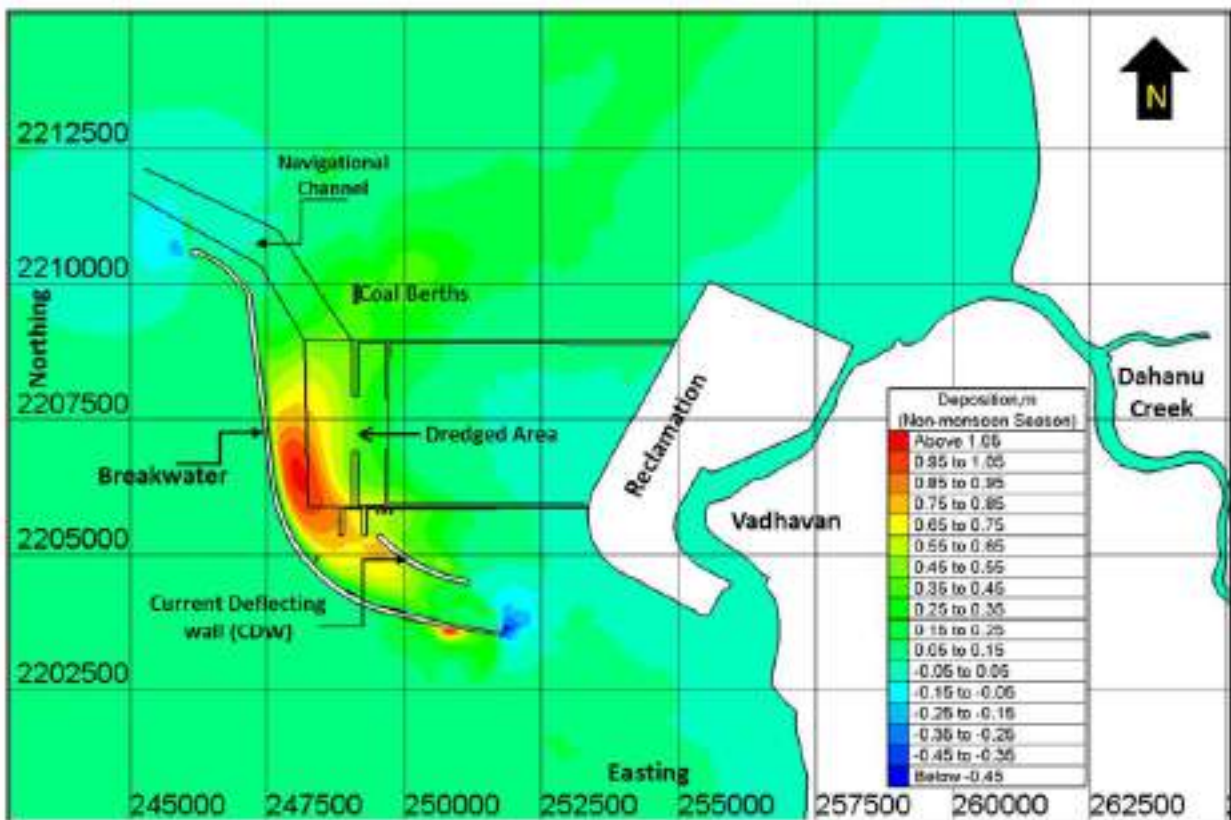 N
2212500
Navigational
Channel
2210000
Coal Berths
Northing
2207500
Dredged Area
Breakwater
Reclamation
Dahanu
Creek
Vadhavan
2205000
Current Deflecting
wall (CDW)
2202500
Easting
245000 247500 250000 252500 255000 257500 260000 262500
Deposition,m
(Non-monsoon Season)
Above 1.05
0.95 to 1.05
0.85 to 0.95
0.75 to 0.85
0.65 to 0.75
0.55 to 0.65
0.45 to 0.55
0.35 to 0.45
0.25 to 0.35
0.15 to 0.25
0.05 to 0.15
-0.05 to 0.05
-0.15 to -0.05
-0.25 to -0.15
-0.35 to -0.25
-0.45 to -0.35
Below -0.45